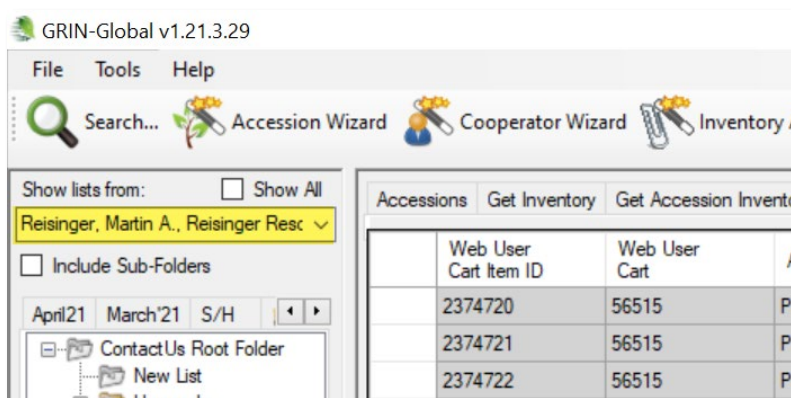 GRIN-Global v1.21.3.29
File Tools Help
Search... Accession Wizard Cooperator Wizard Inventory
Show lists from: Show All
Reisinger, Martin A., Reisinger Resc
Include Sub-Folders
April21 March'21 S/H
ContactUs Root Folder
New List
Accessions Get Inventory Get Accession Invent
Web User Cart Item ID Web User Cart
2374720 56515 P
2374721 56515 P
2374722 56515 P